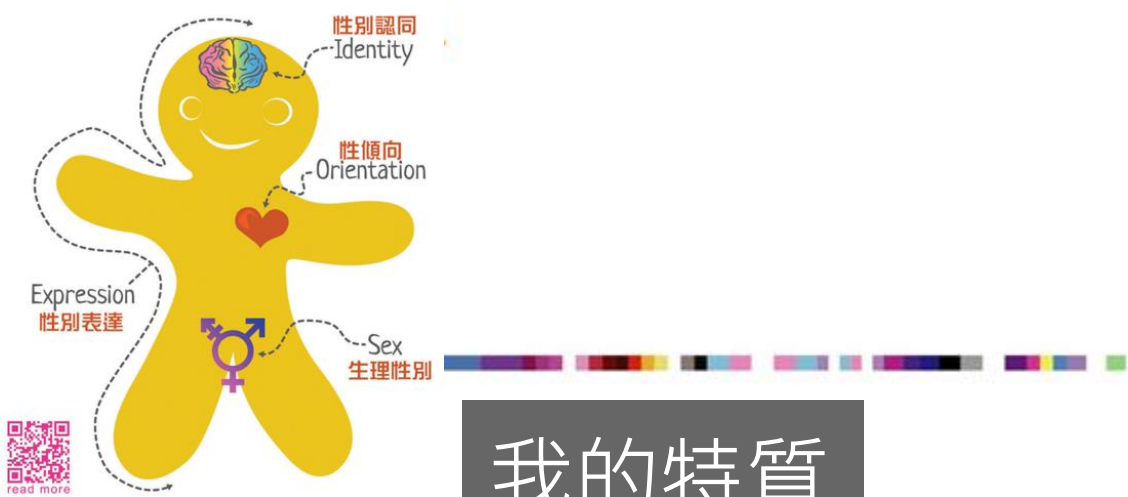 性別認同
Identity
性傾向
Orientation
Expression
性別表達
Sex
生理性別
read more
我的特質